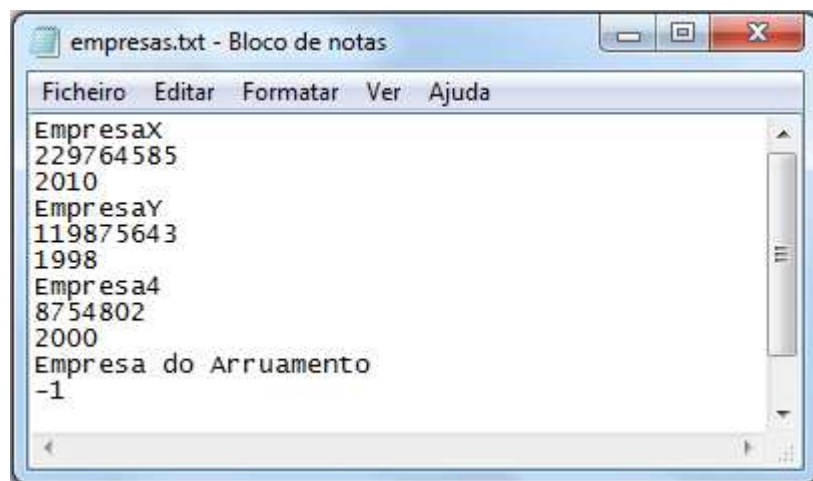 empresas.txt - Bloco de notas
Ficheiro Editar Formatar Ver Ajuda
EmpresaX
229764585
2010
EmpresaY
119875643
1998
Empresa4
8754802
2000
Empresa do Arruamento
-1